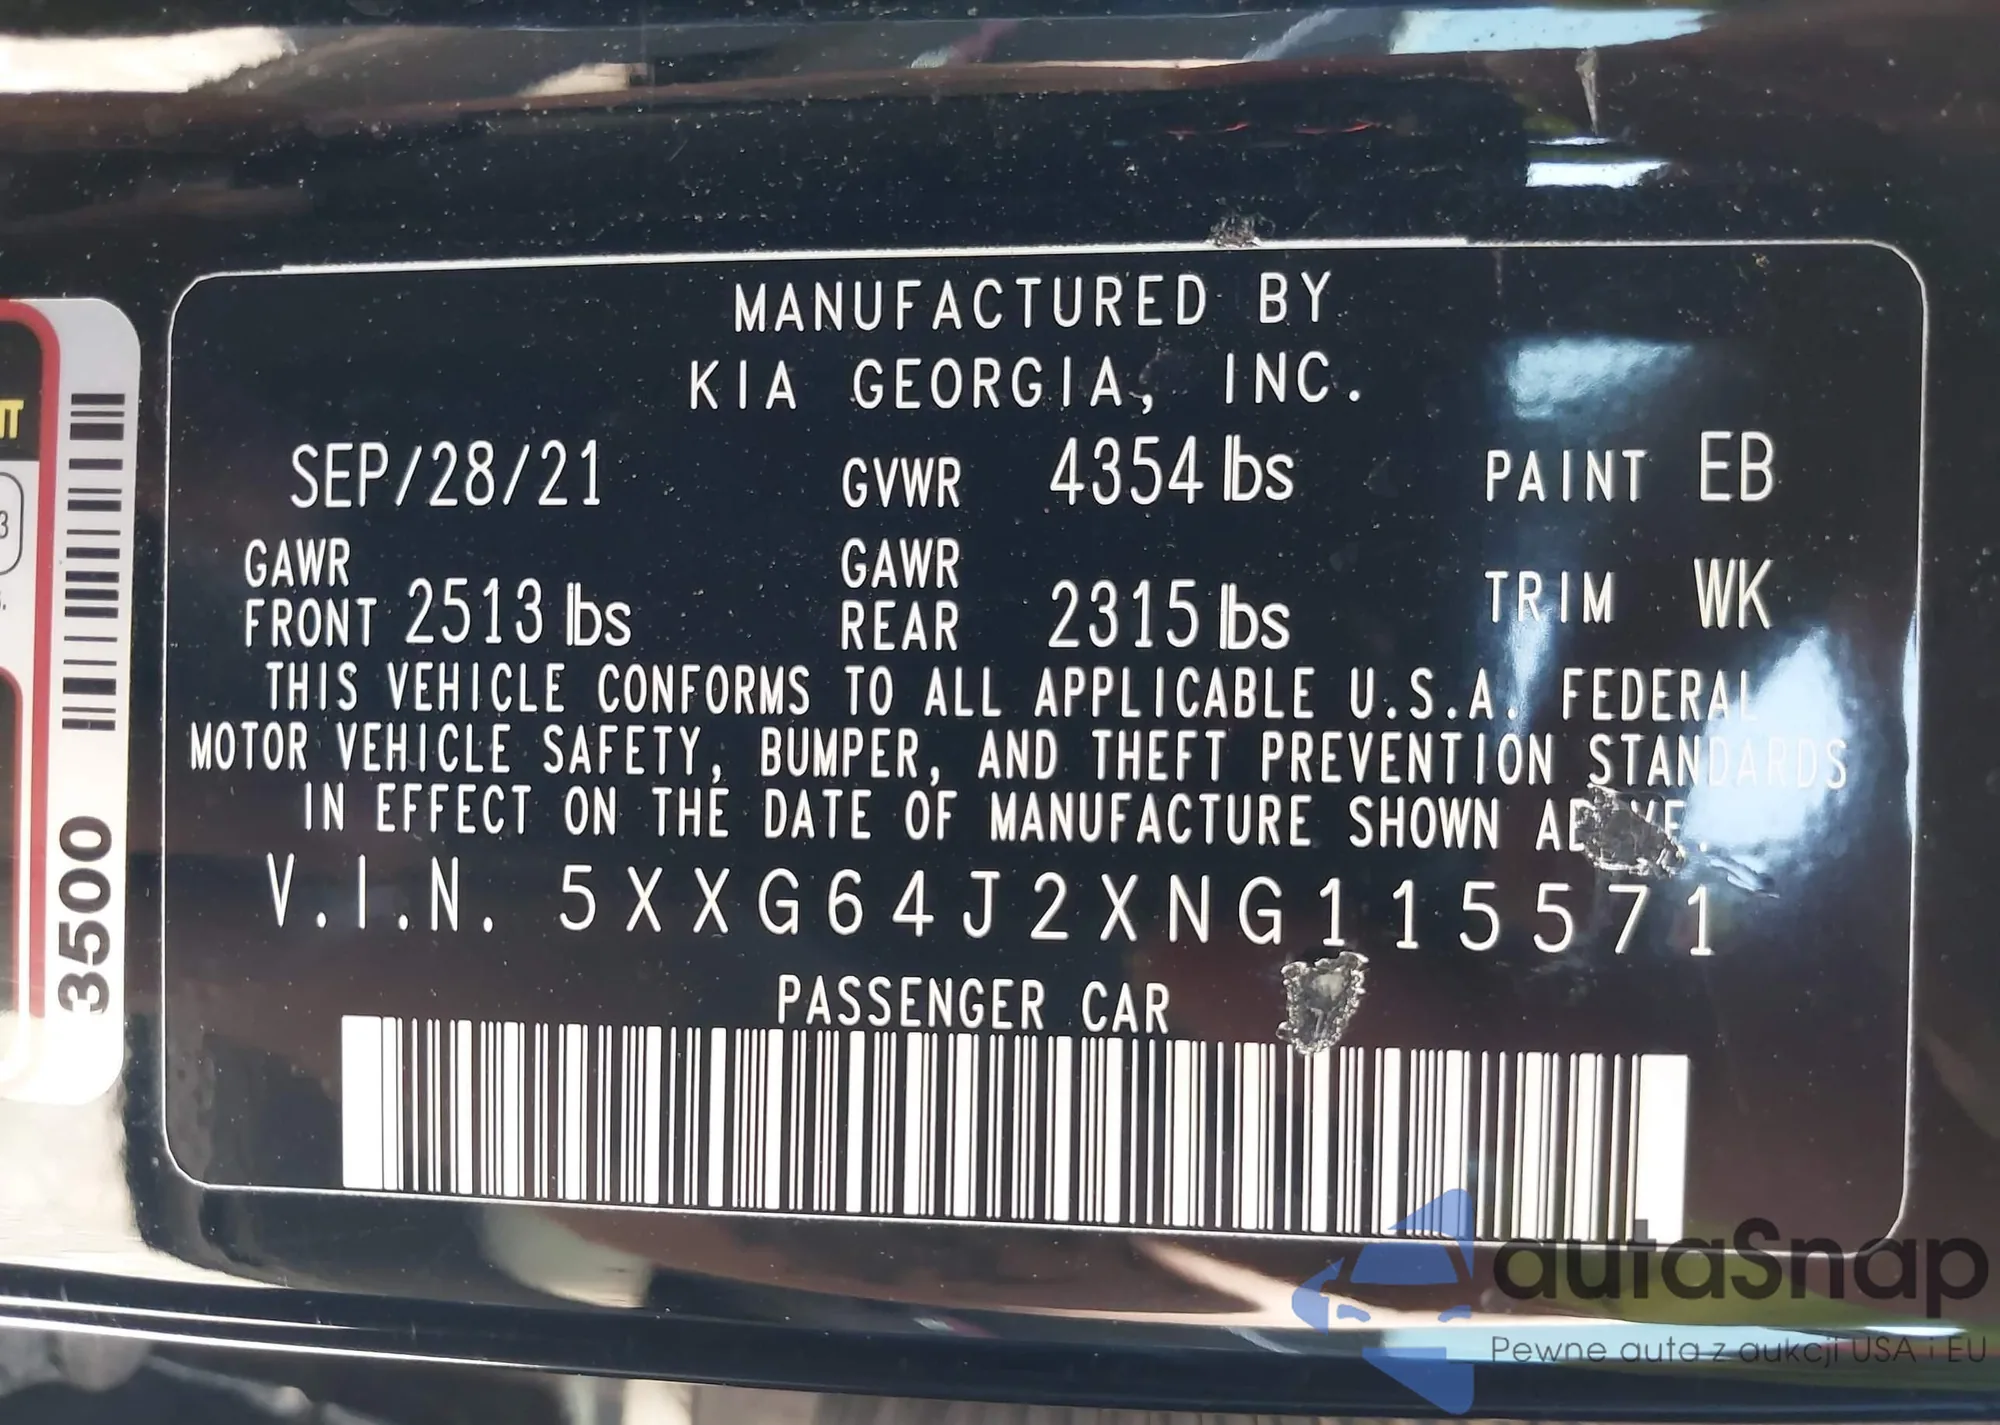 MANUFACTURED BY
KIA GEORGIA, INC.
SEP/28/21 GVWR 4354 lbs PAINT EB
GAWR FRONT 2513 lbs GAWR REAR 2315 lbs TRIM WK
THIS VEHICLE CONFORMS TO ALL APPLICABLE U.S.A. FEDERAL
MOTOR VEHICLE SAFETY, BUMPER, AND THEFT PREVENTION STANDARDS
IN EFFECT ON THE DATE OF MANUFACTURE SHOWN
V.I.N. 5XXG64J2XNG115571
PASSENGER CAR
3500
autaSnap
Pewne auta z aukcji USA i EU